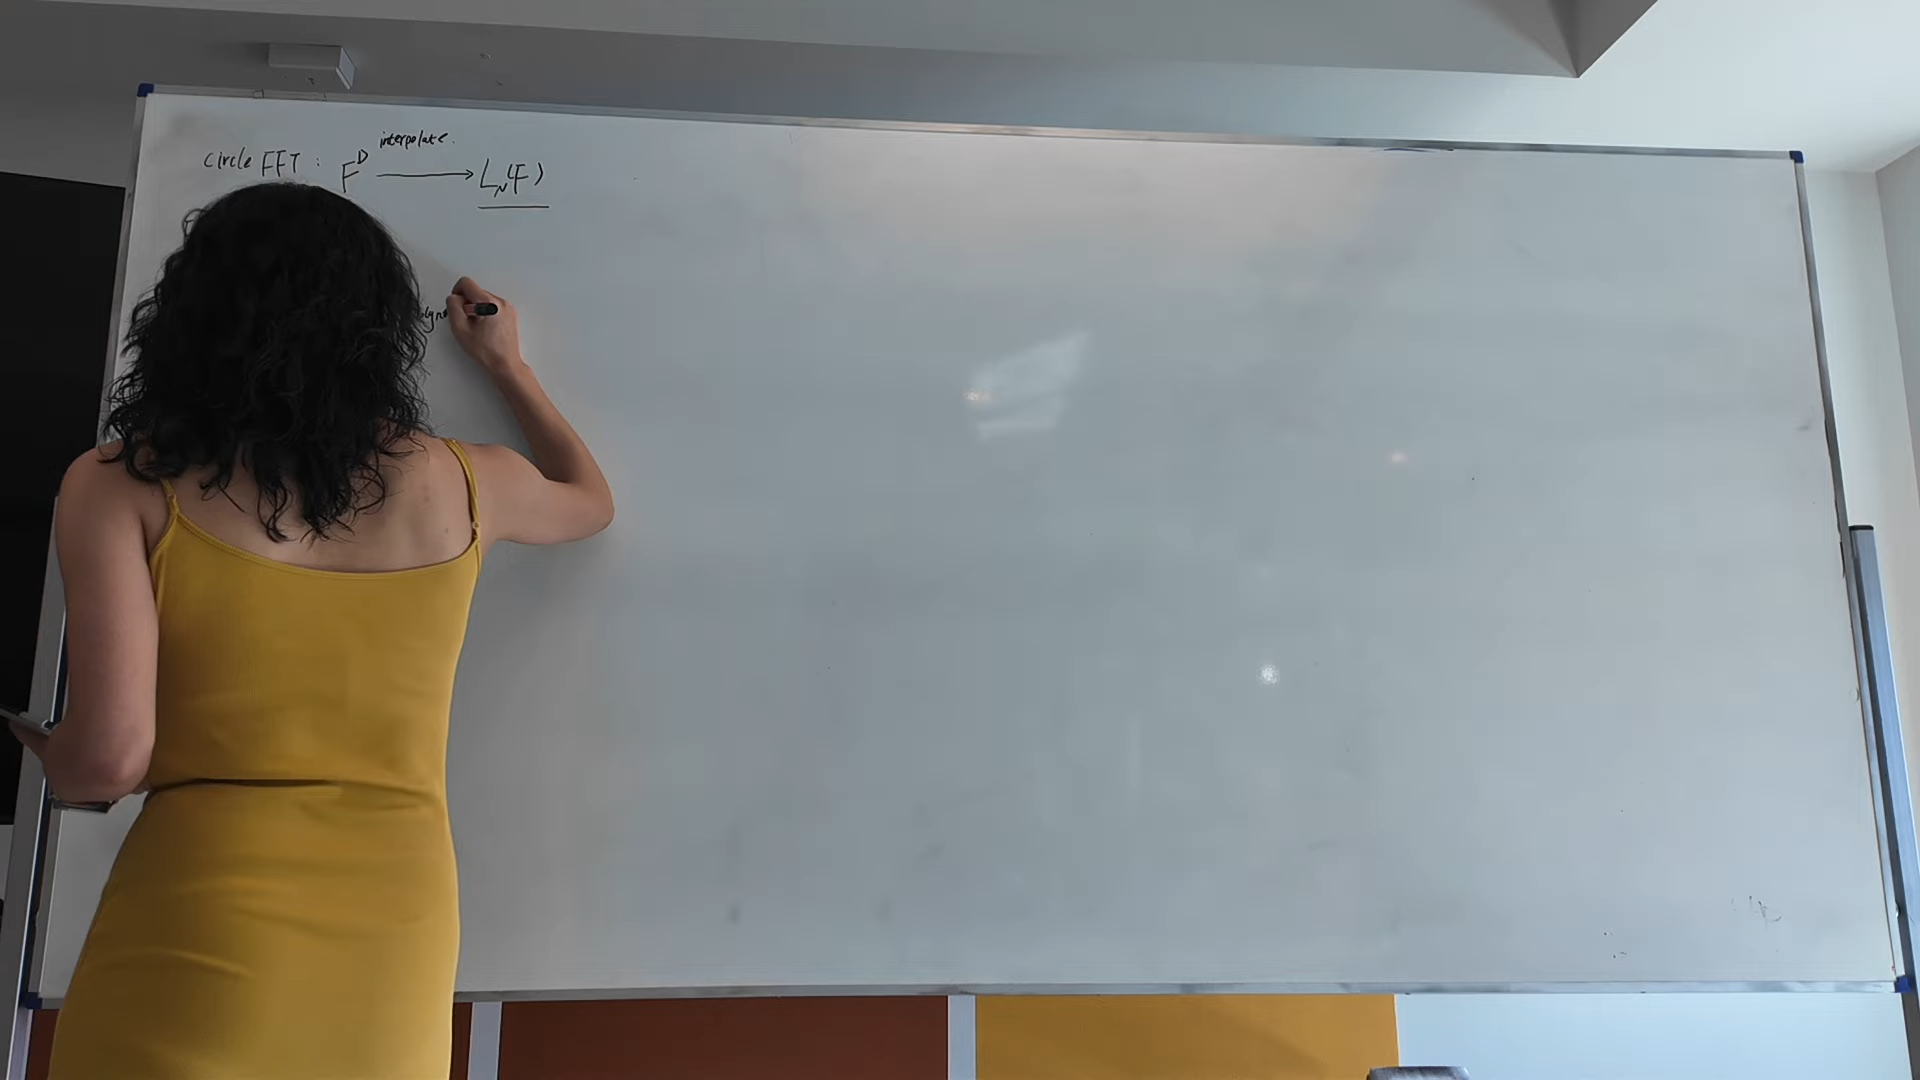 interpolate.
Circle FFT : F^D ⟶ L_N(F)